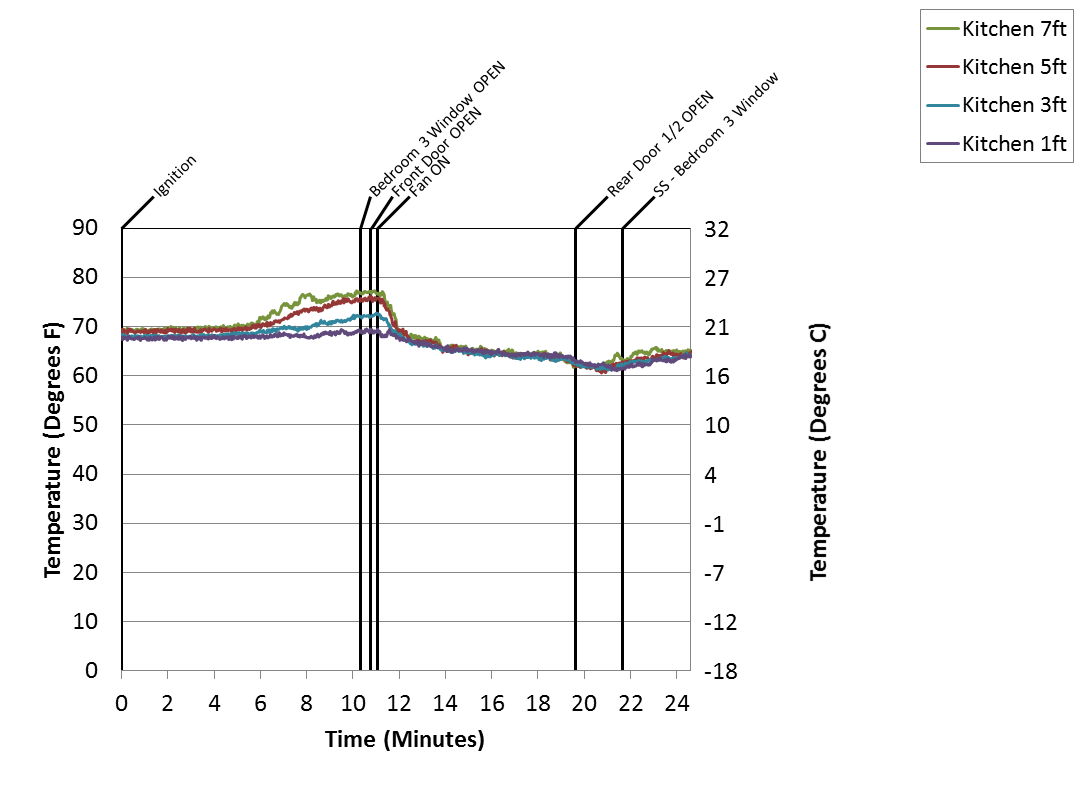 Kitchen 7ft
Kitchen 5ft
Kitchen 3ft
Kitchen 1ft
Ignition
Bedroom 3 Window OPEN
Front Door OPEN
Fan ON
Rear Door 1/2 OPEN
SS - Bedroom 3 Window
90
80
70
60
50
40
30
20
10
0
Temperature (Degrees F)
32
27
21
16
10
4
-1
-7
-12
-18
Temperature (Degrees C)
0 2 4 6 8 10 12 14 16 18 20 22 24
Time (Minutes)